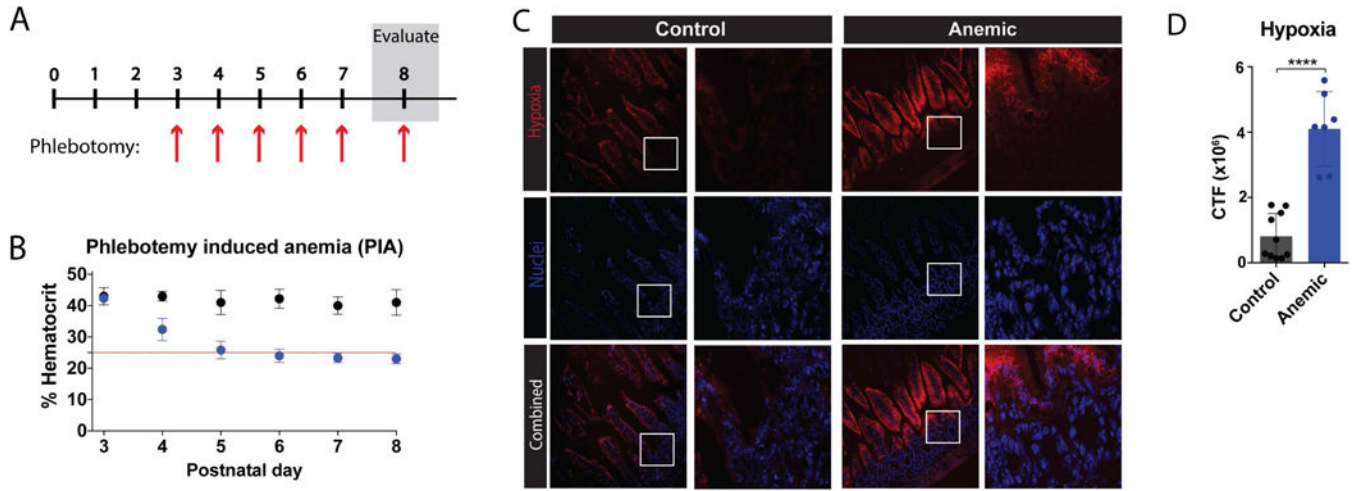 A
Evaluate
0 1 2 3 4 5 6 7 8
Phlebotomy:
B
Phlebotemy induced anemia (PIA)
% Hematocrit
50
40
30
20
10
0
3 4 5 6 7 8
Postnatal day
C
Control
Anemic
Hypoxia
Nuclei
Combined
D
Hypoxia
****
CTF (x10⁶)
6
4
2
0
Control
Anemic